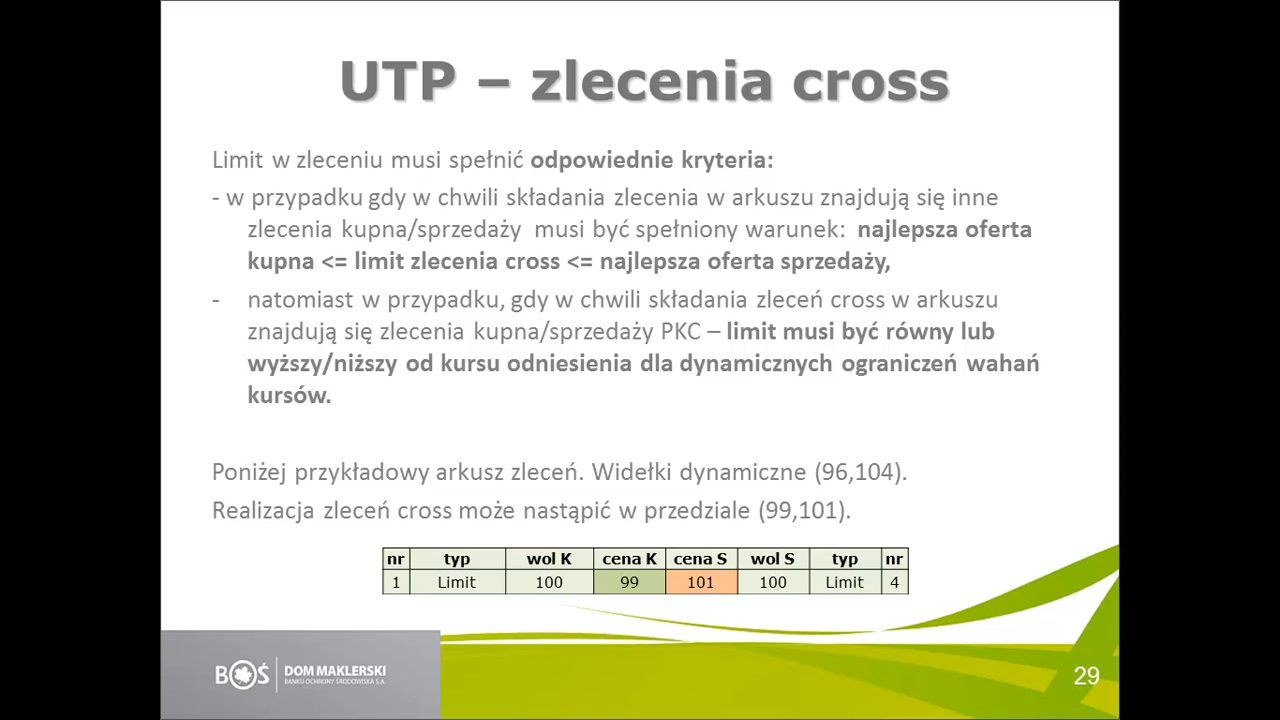 UTP – zlecenia cross
Limit w zleceniu musi spełnić odpowiednie kryteria:
- w przypadku gdy w chwili składania zlecenia w arkuszu znajdują się inne
zlecenia kupna/sprzedaży musi być spełniony warunek: najlepsza oferta
kupna <= limit zlecenia cross <= najlepsza oferta sprzedaży,
- natomiast w przypadku, gdy w chwili składania zleceń cross w arkuszu
znajdują się zlecenia kupna/sprzedaży PKC – limit musi być równy lub
wyższy/niższy od kursu odniesienia dla dynamicznych ograniczeń wahań
kursów.
Poniżej przykładowy arkusz zleceń. Widełki dynamiczne (96,104).
Realizacja zleceń cross może nastąpić w przedziale (99,101).
nr typ wol K cena K cena S wol S typ nr
1 Limit 100 99 101 100 Limit 4
BOŚ DOM MAKLERSKI
BANKU OCHRONY ŚRODOWISKA S.A.
29